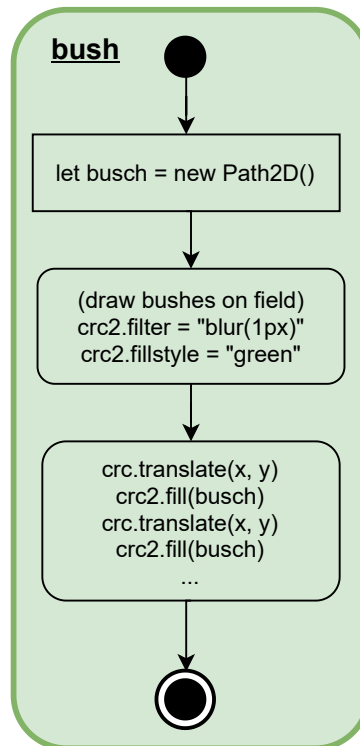 bush
let busch = new Path2D()
(draw bushes on field)
crc2.filter = "blur(1px)"
crc2.fillstyle = "green"
crc.translate(x, y)
crc2.fill(busch)
crc.translate(x, y)
crc2.fill(busch)
...